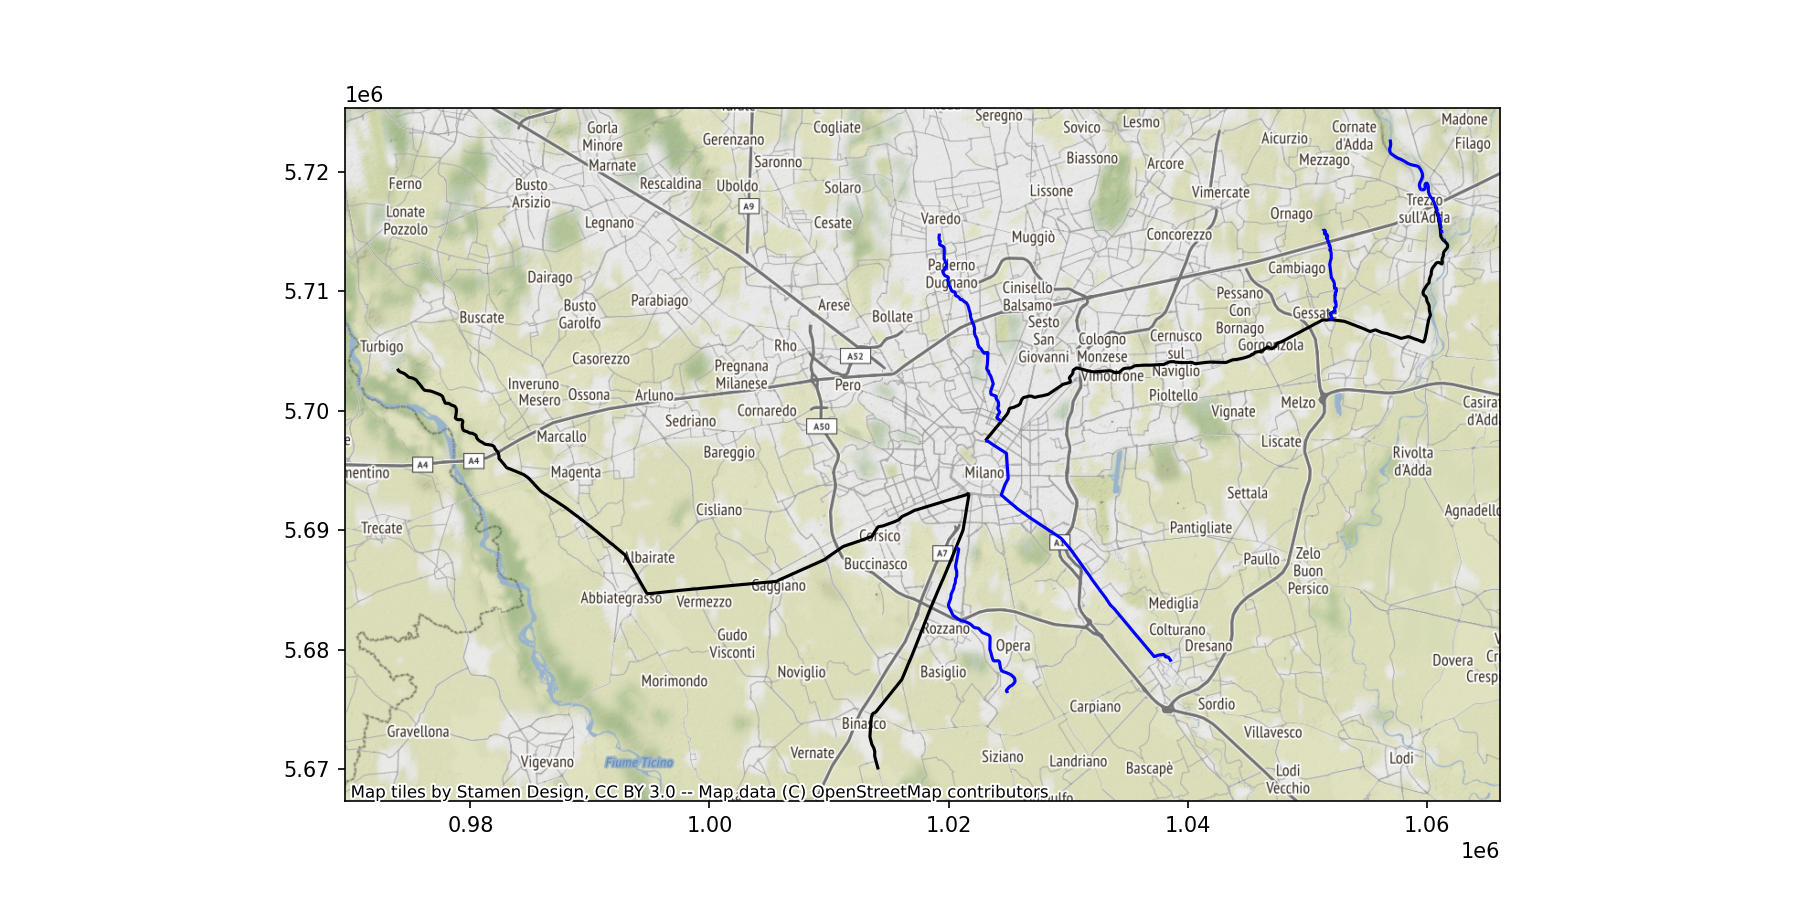 1e6
Seregno
Madone
Gorla
Minore
Cogliate
Sovico
Lesmo
Cornate
d'Adda
Gerenzano
Aicurzio
Filago
Marnate
Saronno
Biassono
Arcore
Mezzago
5.72
Ferno
Busto
Arsizio
Rescaldina
Uboldo
Solaro
Lissone
Vimercate
Trezzo
sull'Adda
A9
Lonate
Pozzolo
Legnano
Cesate
Varedo
Ornago
Muggiò
Concorezzo
Paderno
Dugnano
Cambiago
Dairago
5.71
Cinisello
Balsamo
Pessano
Con
Bornago
Busto
Garolfo
Parabiago
Arese
Bollate
Gessate
Buscate
Sesto
San
Giovanni
Turbigo
Rho
Cologno
Monzese
Cernusco
sul
Naviglio
Gorgonzola
A52
Casorezzo
Pregnana
Milanese
Vimodrone
Inveruno
Mesero
Ossona
Arluno
Pero
Pioltello
Melzo
Casira
d'Add
5.70
Cornaredo
Vignate
Sedriano
A50
Marcallo
Liscate
Bareggio
Rivolta
d'Adda
A4
A4
nentino
Magenta
Milano
Settala
Cisliano
Agnadello
5.69
Trecate
Corsico
Pantigliate
A7
A1
Albairate
Buccinasco
Paullo
Zelo
Buon
Persico
Gaggiano
Abbiategrasso
Vermezzo
Mediglia
Rozzano
Colturano
Gudo
Visconti
Opera
Dresano
5.68
Noviglio
Basiglio
Dovera
Cr
Cresp
Morimondo
Carpiano
Sordio
Binasco
Gravellona
Villavesco
Vernate
Siziano
Landriano
Bascapè
Lodi
Vigevano
Fiume Ticino
Lodi
Vecchio
5.67
Map tiles by Stamen Design, CC BY 3.0 -- Map data (C) OpenStreetMap contributors
0.98
1.00
1.02
1.04
1.06
1e6